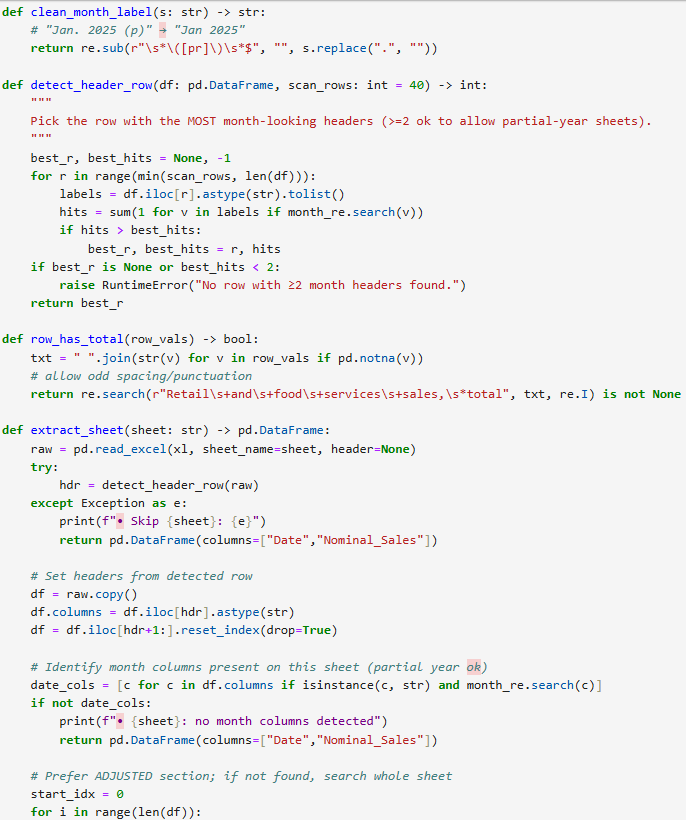 def clean_month_label(s: str) -> str:
    # "Jan. 2025 (p)" → "Jan 2025"
    return re.sub(r"\s*\([pr]\)\s*$", "", s.replace(".", ""))
def detect_header_row(df: pd.DataFrame, scan_rows: int = 40) -> int:
    """
    Pick the row with the MOST month-looking headers (>=2 ok to allow partial-year sheets).
    """
    best_r, best_hits = None, -1
    for r in range(min(scan_rows, len(df))):
        labels = df.iloc[r].astype(str).tolist()
        hits = sum(1 for v in labels if month_re.search(v))
        if hits > best_hits:
            best_r, best_hits = r, hits
    if best_r is None or best_hits < 2:
        raise RuntimeError("No row with ≥2 month headers found.")
    return best_r
def row_has_total(row_vals) -> bool:
    txt = " ".join(str(v) for v in row_vals if pd.notna(v))
    # allow odd spacing/punctuation
    return re.search(r"Retail\s+and\s+food\s+services\s+sales,\s*total", txt, re.I) is not None
def extract_sheet(sheet: str) -> pd.DataFrame:
    raw = pd.read_excel(xl, sheet_name=sheet, header=None)
    try:
        hdr = detect_header_row(raw)
    except Exception as e:
        print(f"• Skip {sheet}: {e}")
        return pd.DataFrame(columns=["Date","Nominal_Sales"])
    # Set headers from detected row
    df = raw.copy()
    df.columns = df.iloc[hdr].astype(str)
    df = df.iloc[hdr+1:].reset_index(drop=True)
    # Identify month columns present on this sheet (partial year ok)
    date_cols = [c for c in df.columns if isinstance(c, str) and month_re.search(c)]
    if not date_cols:
        print(f"• {sheet}: no month columns detected")
        return pd.DataFrame(columns=["Date","Nominal_Sales"])
    # Prefer ADJUSTED section; if not found, search whole sheet
    start_idx = 0
    for i in range(len(df)):